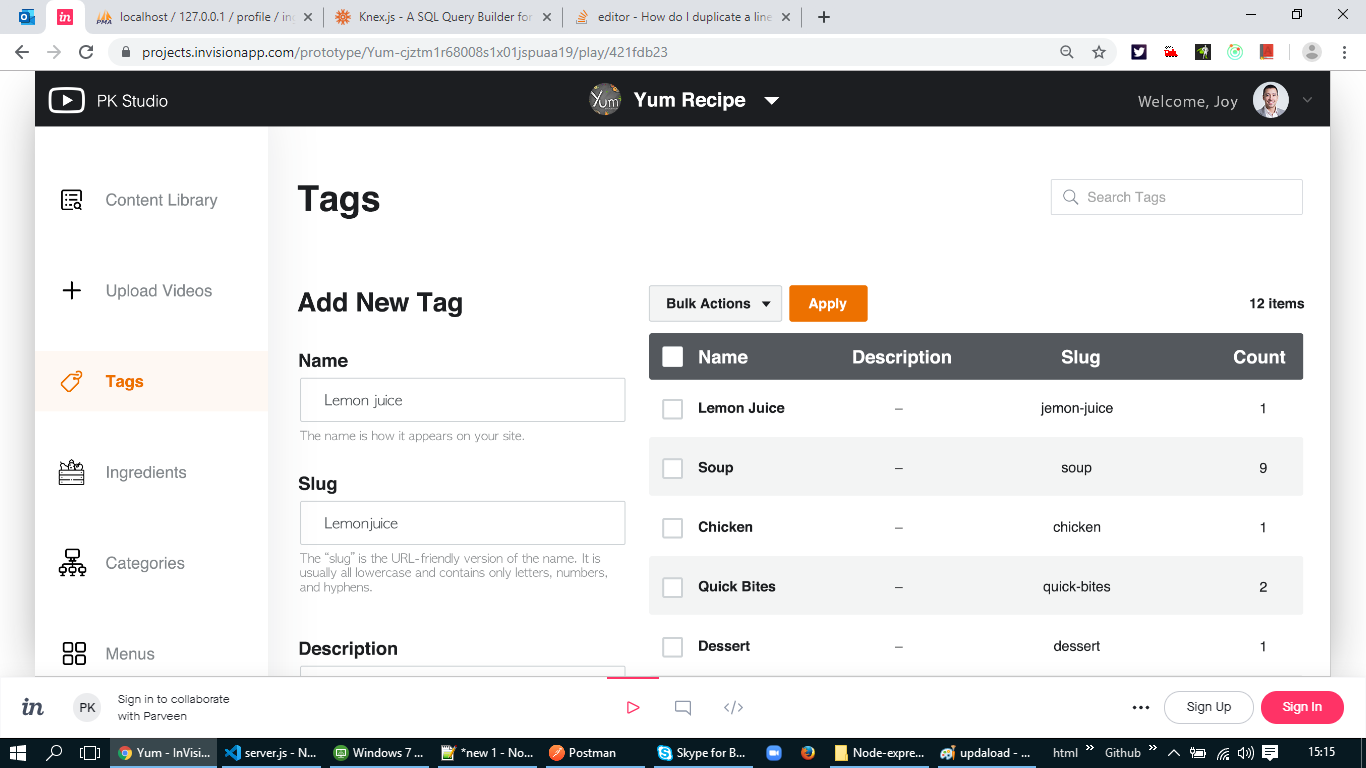 localhost / 127.0.0.1 / profile / in
Knex.js - A SQL Query Builder for
editor - How do I duplicate a line
projects.invisionapp.com/prototype/Yum-cjztm1r68008s1x01jspuaa19/play/421fdb23
PK Studio
Yum
Yum Recipe
Welcome, Joy
Content Library
Upload Videos
Tags
Ingredients
Categories
Menus
Tags
Search Tags
Add New Tag
Name
Lemon juice
The name is how it appears on your site.
Slug
Lemonjuice
The “slug” is the URL-friendly version of the name. It is
usually all lowercase and contains only letters, numbers,
and hyphens.
Description
Bulk Actions
Apply
12 items
Name Description Slug Count
Lemon Juice – jemon-juice 1
Soup – soup 9
Chicken – chicken 1
Quick Bites – quick-bites 2
Dessert – dessert 1
in
PK
Sign in to collaborate
with Parveen
Sign Up
Sign In
Yum - InVisi...
server.js - N...
Windows 7 ...
*new 1 - No...
Postman
Skype for B...
Node-expre...
updaload - ...
html
Github
15:15